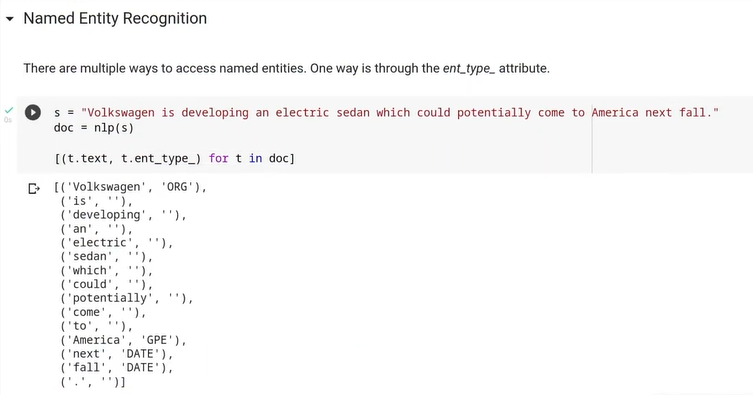 Named Entity Recognition
There are multiple ways to access named entities. One way is through the ent_type_ attribute.
0s
s = "Volkswagen is developing an electric sedan which could potentially come to America next fall."
doc = nlp(s)
[(t.text, t.ent_type_) for t in doc]
[('Volkswagen', 'ORG'),
('is', ''),
('developing', ''),
('an', ''),
('electric', ''),
('sedan', ''),
('which', ''),
('could', ''),
('potentially', ''),
('come', ''),
('to', ''),
('America', 'GPE'),
('next', 'DATE'),
('fall', 'DATE'),
('.', '')]